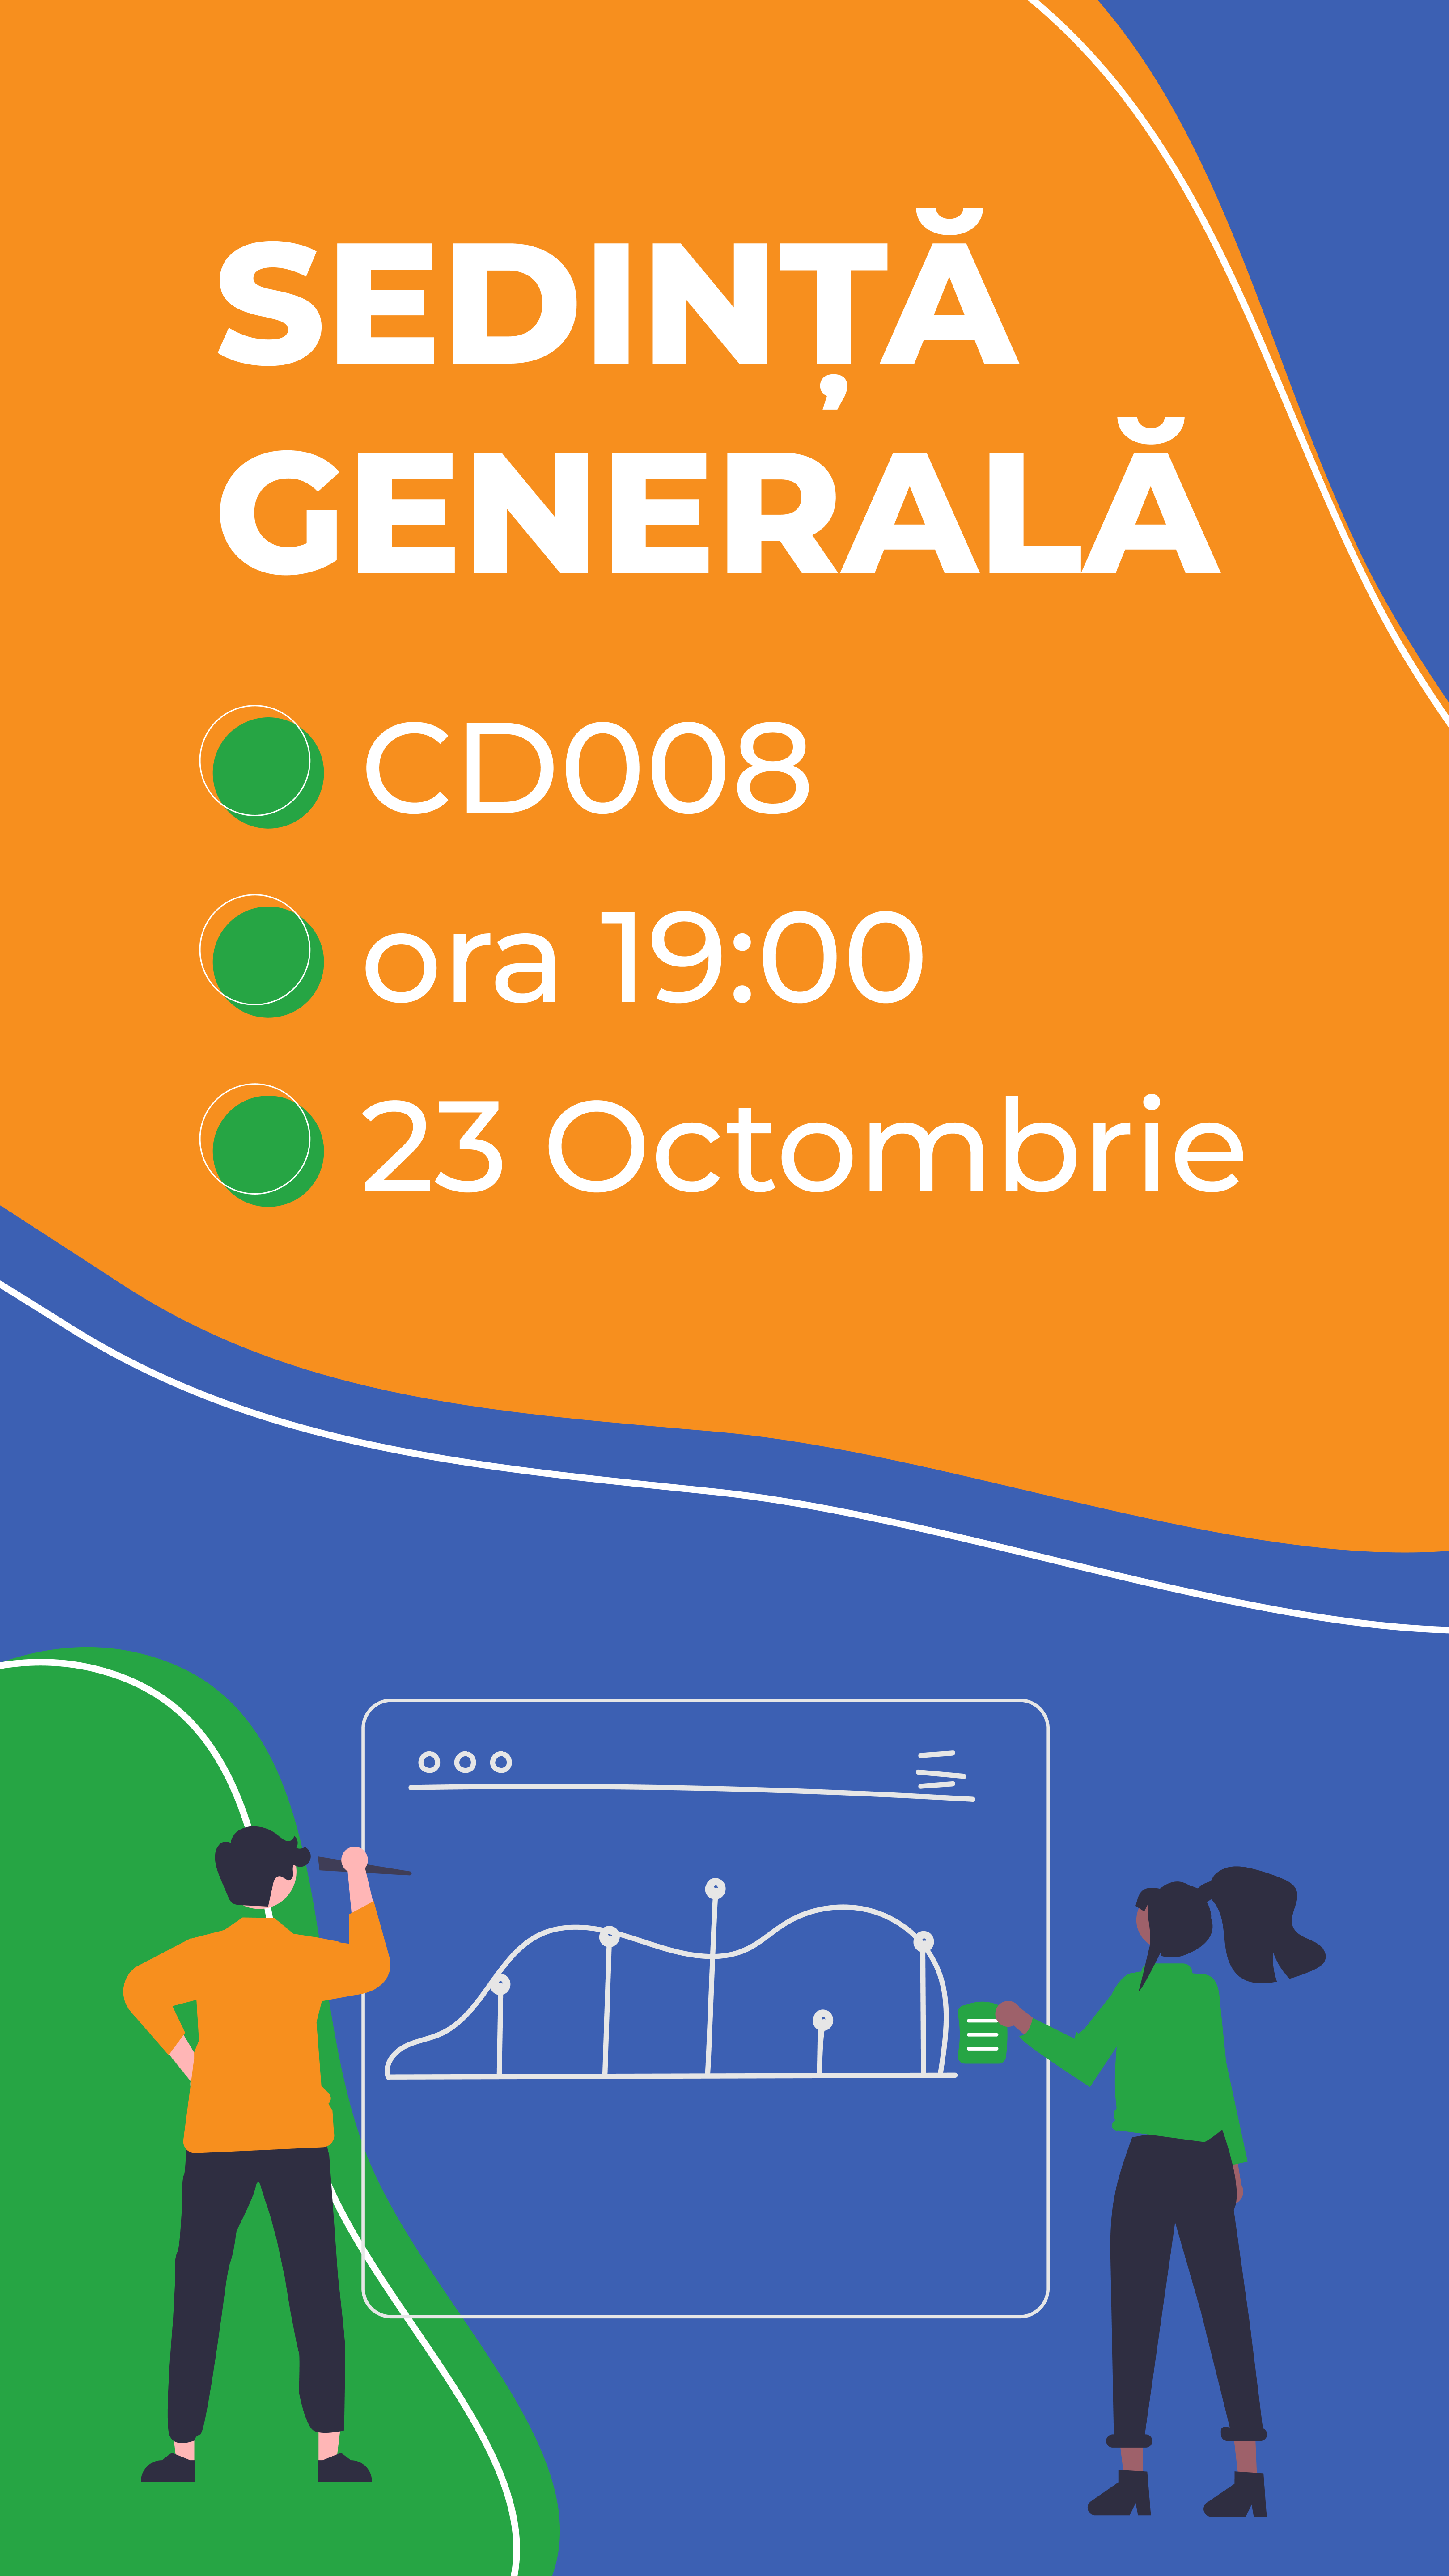 SEDINȚĂ
GENERALĂ
CD008
ora 19:00
23 Octombrie